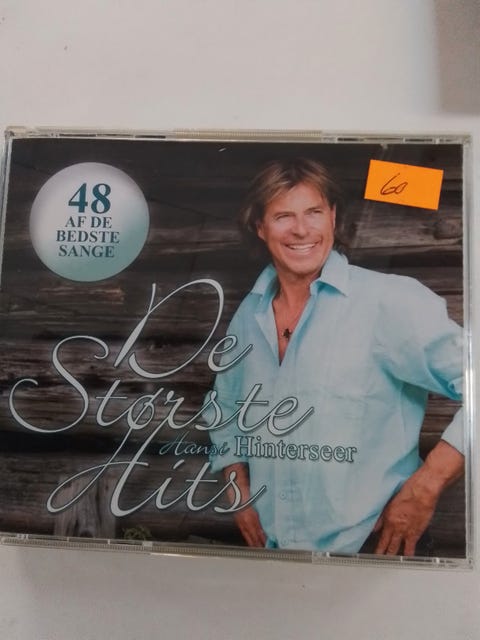 48
AF DE
BEDSTE
SANGE
60
De
Største
Hansi Hinterseer
Hits